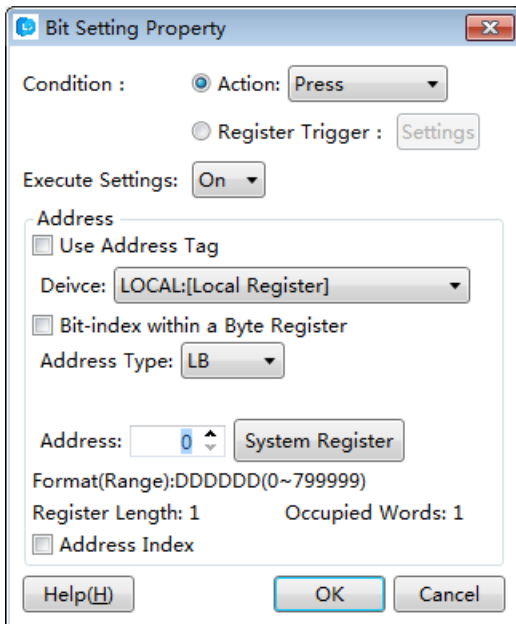 Bit Setting Property
Condition : Action: Press
Register Trigger : Settings
Execute Settings: On
Address
Use Address Tag
Deivce: LOCAL:[Local Register]
Bit-index within a Byte Register
Address Type: LB
Address: 0 System Register
Format(Range):DDDDDD(0~799999)
Register Length: 1 Occupied Words: 1
Address Index
Help(H) OK Cancel